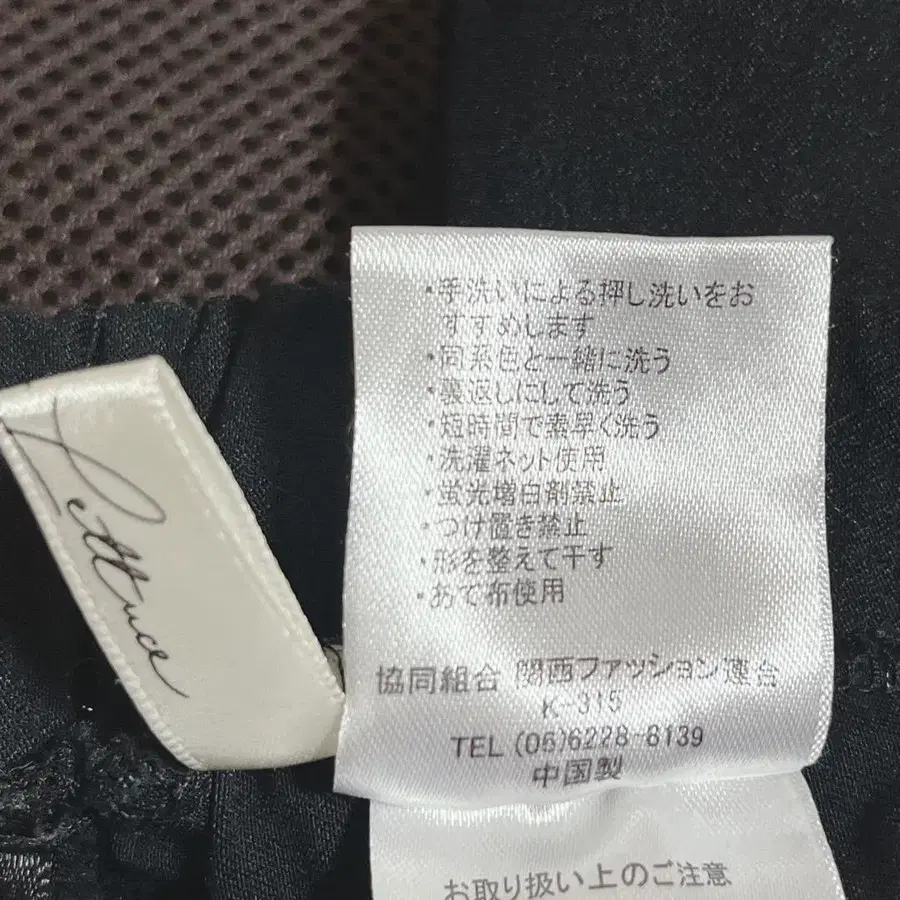 Lettuce
・手洗いによる押し洗いをお
すすめします
・同系色と一緒に洗う
・裏返しにして洗う
・短時間で素早く洗う
・洗濯ネット使用
・蛍光増白剤禁止
・つけ置き禁止
・形を整えて干す
・あて布使用
協同組合 関西ファッション連合
K-315
TEL (06)6228-6139
中国製
お取り扱い上のご注意